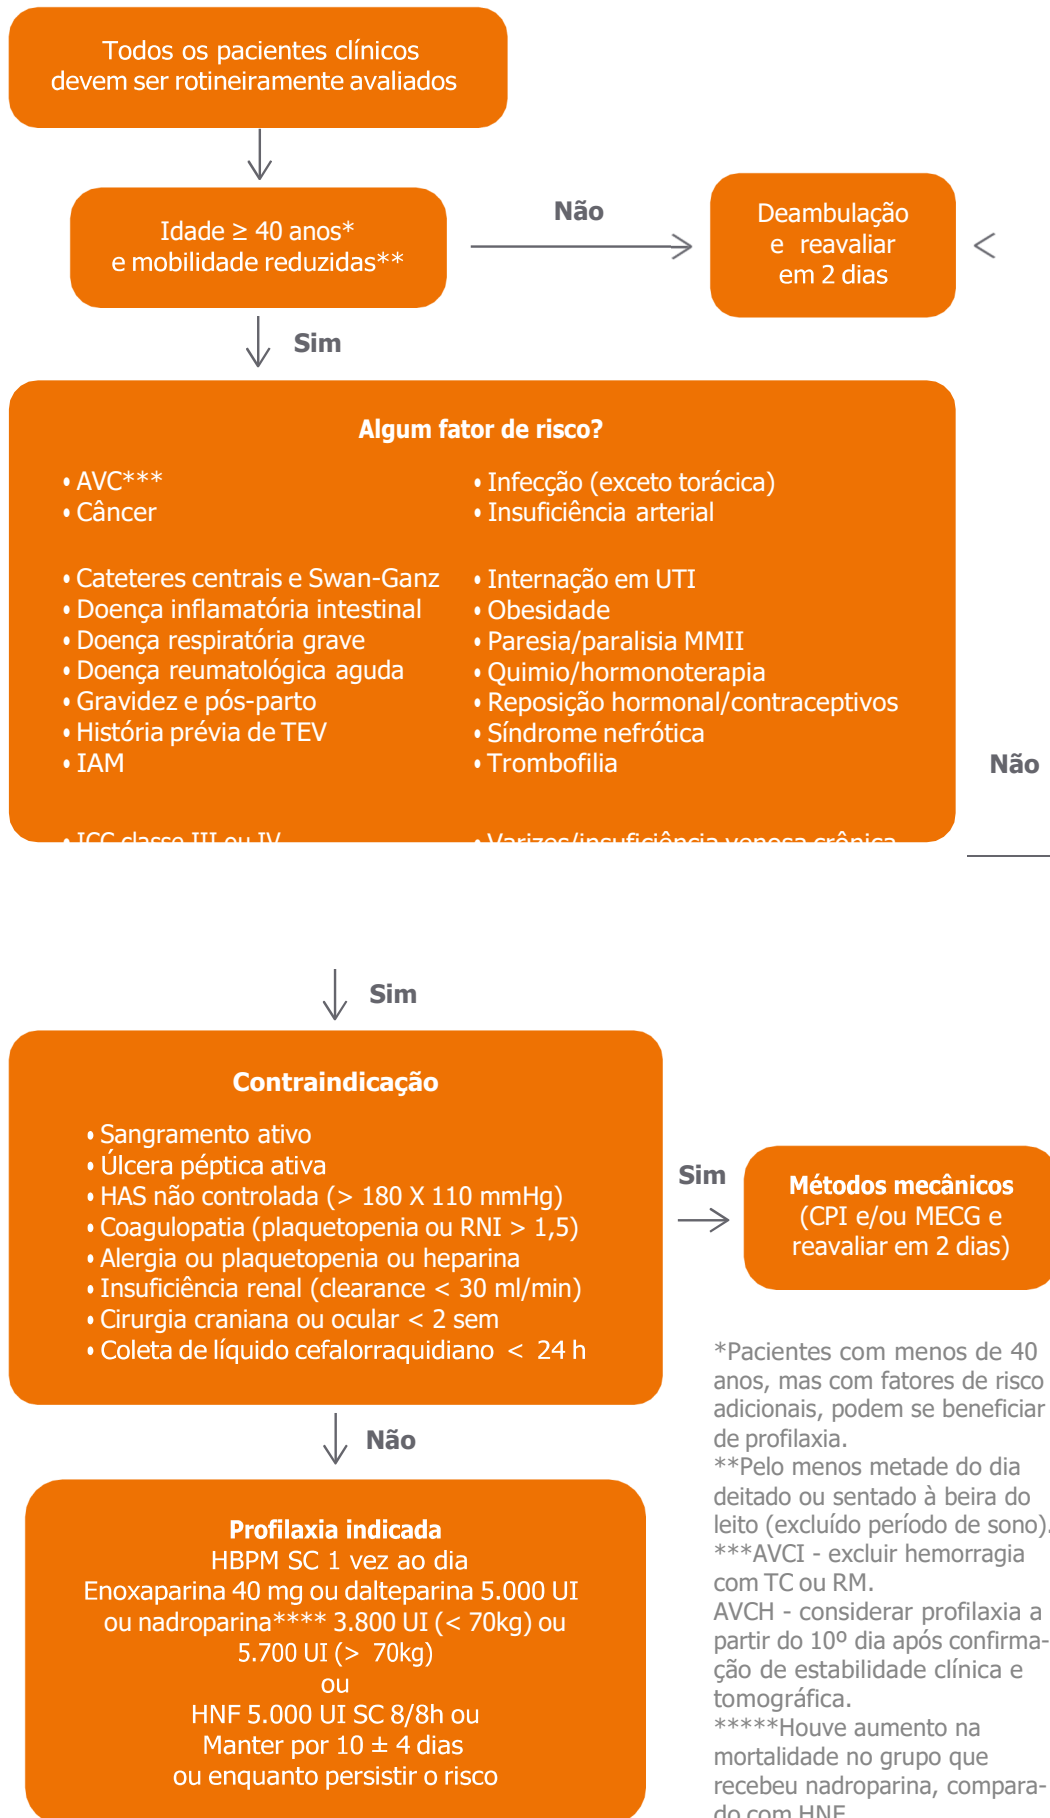 Todos os pacientes clínicos
devem ser rotineiramente avaliados
Idade ≥ 40 anos*
e mobilidade reduzidas**
Não
Deambulação
e reavaliar
em 2 dias
Sim
Algum fator de risco?
• AVC***
• Câncer
• Cateteres centrais e Swan-Ganz
• Doença inflamatória intestinal
• Doença respiratória grave
• Doença reumatológica aguda
• Gravidez e pós-parto
• História prévia de TEV
• IAM
• ICC classe III ou IV
• Infecção (exceto torácica)
• Insuficiência arterial
• Internação em UTI
• Obesidade
• Paresia/paralisia MMII
• Quimio/hormonoterapia
• Reposição hormonal/contraceptivos
• Síndrome nefrótica
• Trombofilia
• Varizes/insuficiência venosa crônica
Não
Sim
Contraindicação
• Sangramento ativo
• Úlcera péptica ativa
• HAS não controlada (> 180 X 110 mmHg)
• Coagulopatia (plaquetopenia ou RNI > 1,5)
• Alergia ou plaquetopenia ou heparina
• Insuficiência renal (clearance < 30 ml/min)
• Cirurgia craniana ou ocular < 2 sem
• Coleta de líquido cefalorraquidiano < 24 h
Sim
Métodos mecânicos
(CPI e/ou MECG e
reavaliar em 2 dias)
Não
Profilaxia indicada
HBPM SC 1 vez ao dia
Enoxaparina 40 mg ou dalteparina 5.000 UI
ou nadroparina**** 3.800 UI (< 70kg) ou
5.700 UI (> 70kg)
ou
HNF 5.000 UI SC 8/8h ou
Manter por 10 ± 4 dias
ou enquanto persistir o risco
*Pacientes com menos de 40
anos, mas com fatores de risco
adicionais, podem se beneficiar
de profilaxia.
**Pelo menos metade do dia
deitado ou sentado à beira do
leito (excluído período de sono).
***AVCI - excluir hemorragia
com TC ou RM.
AVCH - considerar profilaxia a
partir do 10º dia após confirma-
ção de estabilidade clínica e
tomográfica.
*****Houve aumento na
mortalidade no grupo que
recebeu nadroparina, compara-
do com HNF